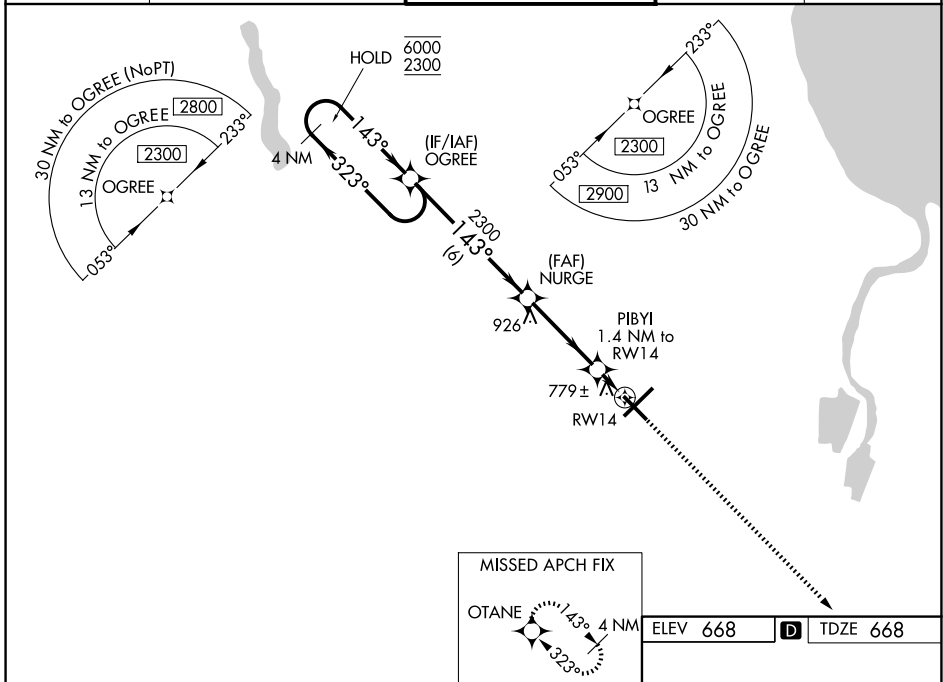 30 NM to OGREE (NoPT)
2800
13 NM to OGREE
233°
2300
OGREE
053°
HOLD
6000
2300
143°
4 NM
323°
(IF/IAF)
OGREE
2300
143°
(6)
(FAF)
NURGE
926
PIBYI
1.4 NM to
RW14
779±
RW14
233°
OGREE
2300
053°
13 NM to OGREE
2900
30 NM to OGREE
MISSED APCH FIX
OTANE
143°
4 NM
323°
ELEV 668 D TDZE 668